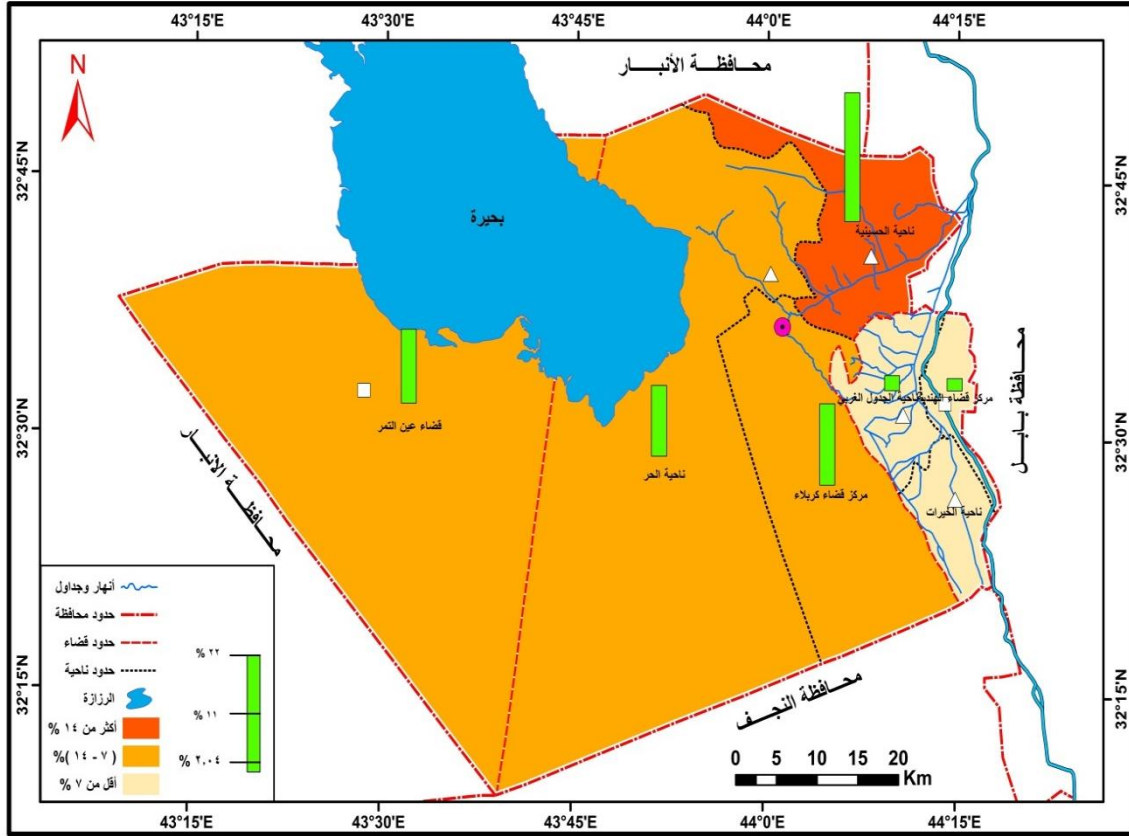 43°15'E 43°30'E 43°45'E 44°0'E 44°15'E
N
محافظة الأنبار
32°45'N 32°45'N
بحيرة
ناحية الحسينية
محافظة بابل
قضاء عين التمر
ناحية الحر
مركز قضاء كربلاء
ناحية الجدول الغربي
مركز قضاء الهندية
32°30'N 32°30'N
ناحية الخيرات
محافظة الانبار
محافظة النجف
أنهار وجداول
حدود محافظة
حدود قضاء
حدود ناحية
الرزازة
أكثر من ١٤ %
( ٧ - ١٤ )%
أقل من ٧ %
% ٢٢
% ١١
% ٢.٠٤
32°15'N 32°15'N
0 5 10 15 20
Km
43°15'E 43°30'E 43°45'E 44°0'E 44°15'E